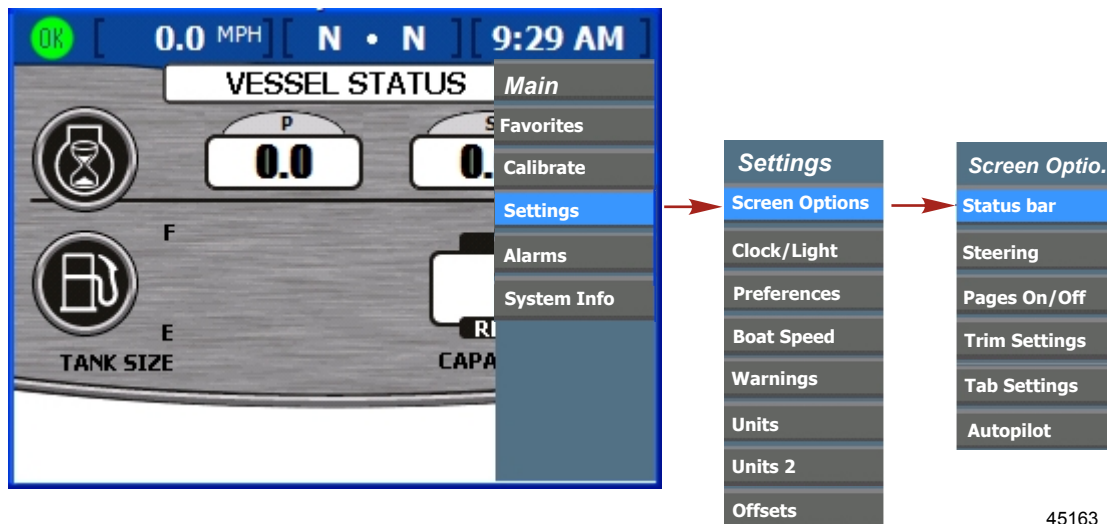 OK [ 0.0 MPH ] [ N • N ] [ 9:29 AM ]
VESSEL STATUS
P
0.0
S
0.
F
E
TANK SIZE
CAPA
Main
Favorites
Calibrate
Settings
Alarms
System Info
Settings
Screen Options
Clock/Light
Preferences
Boat Speed
Warnings
Units
Units 2
Offsets
Screen Optio.
Status bar
Steering
Pages On/Off
Trim Settings
Tab Settings
Autopilot
45163